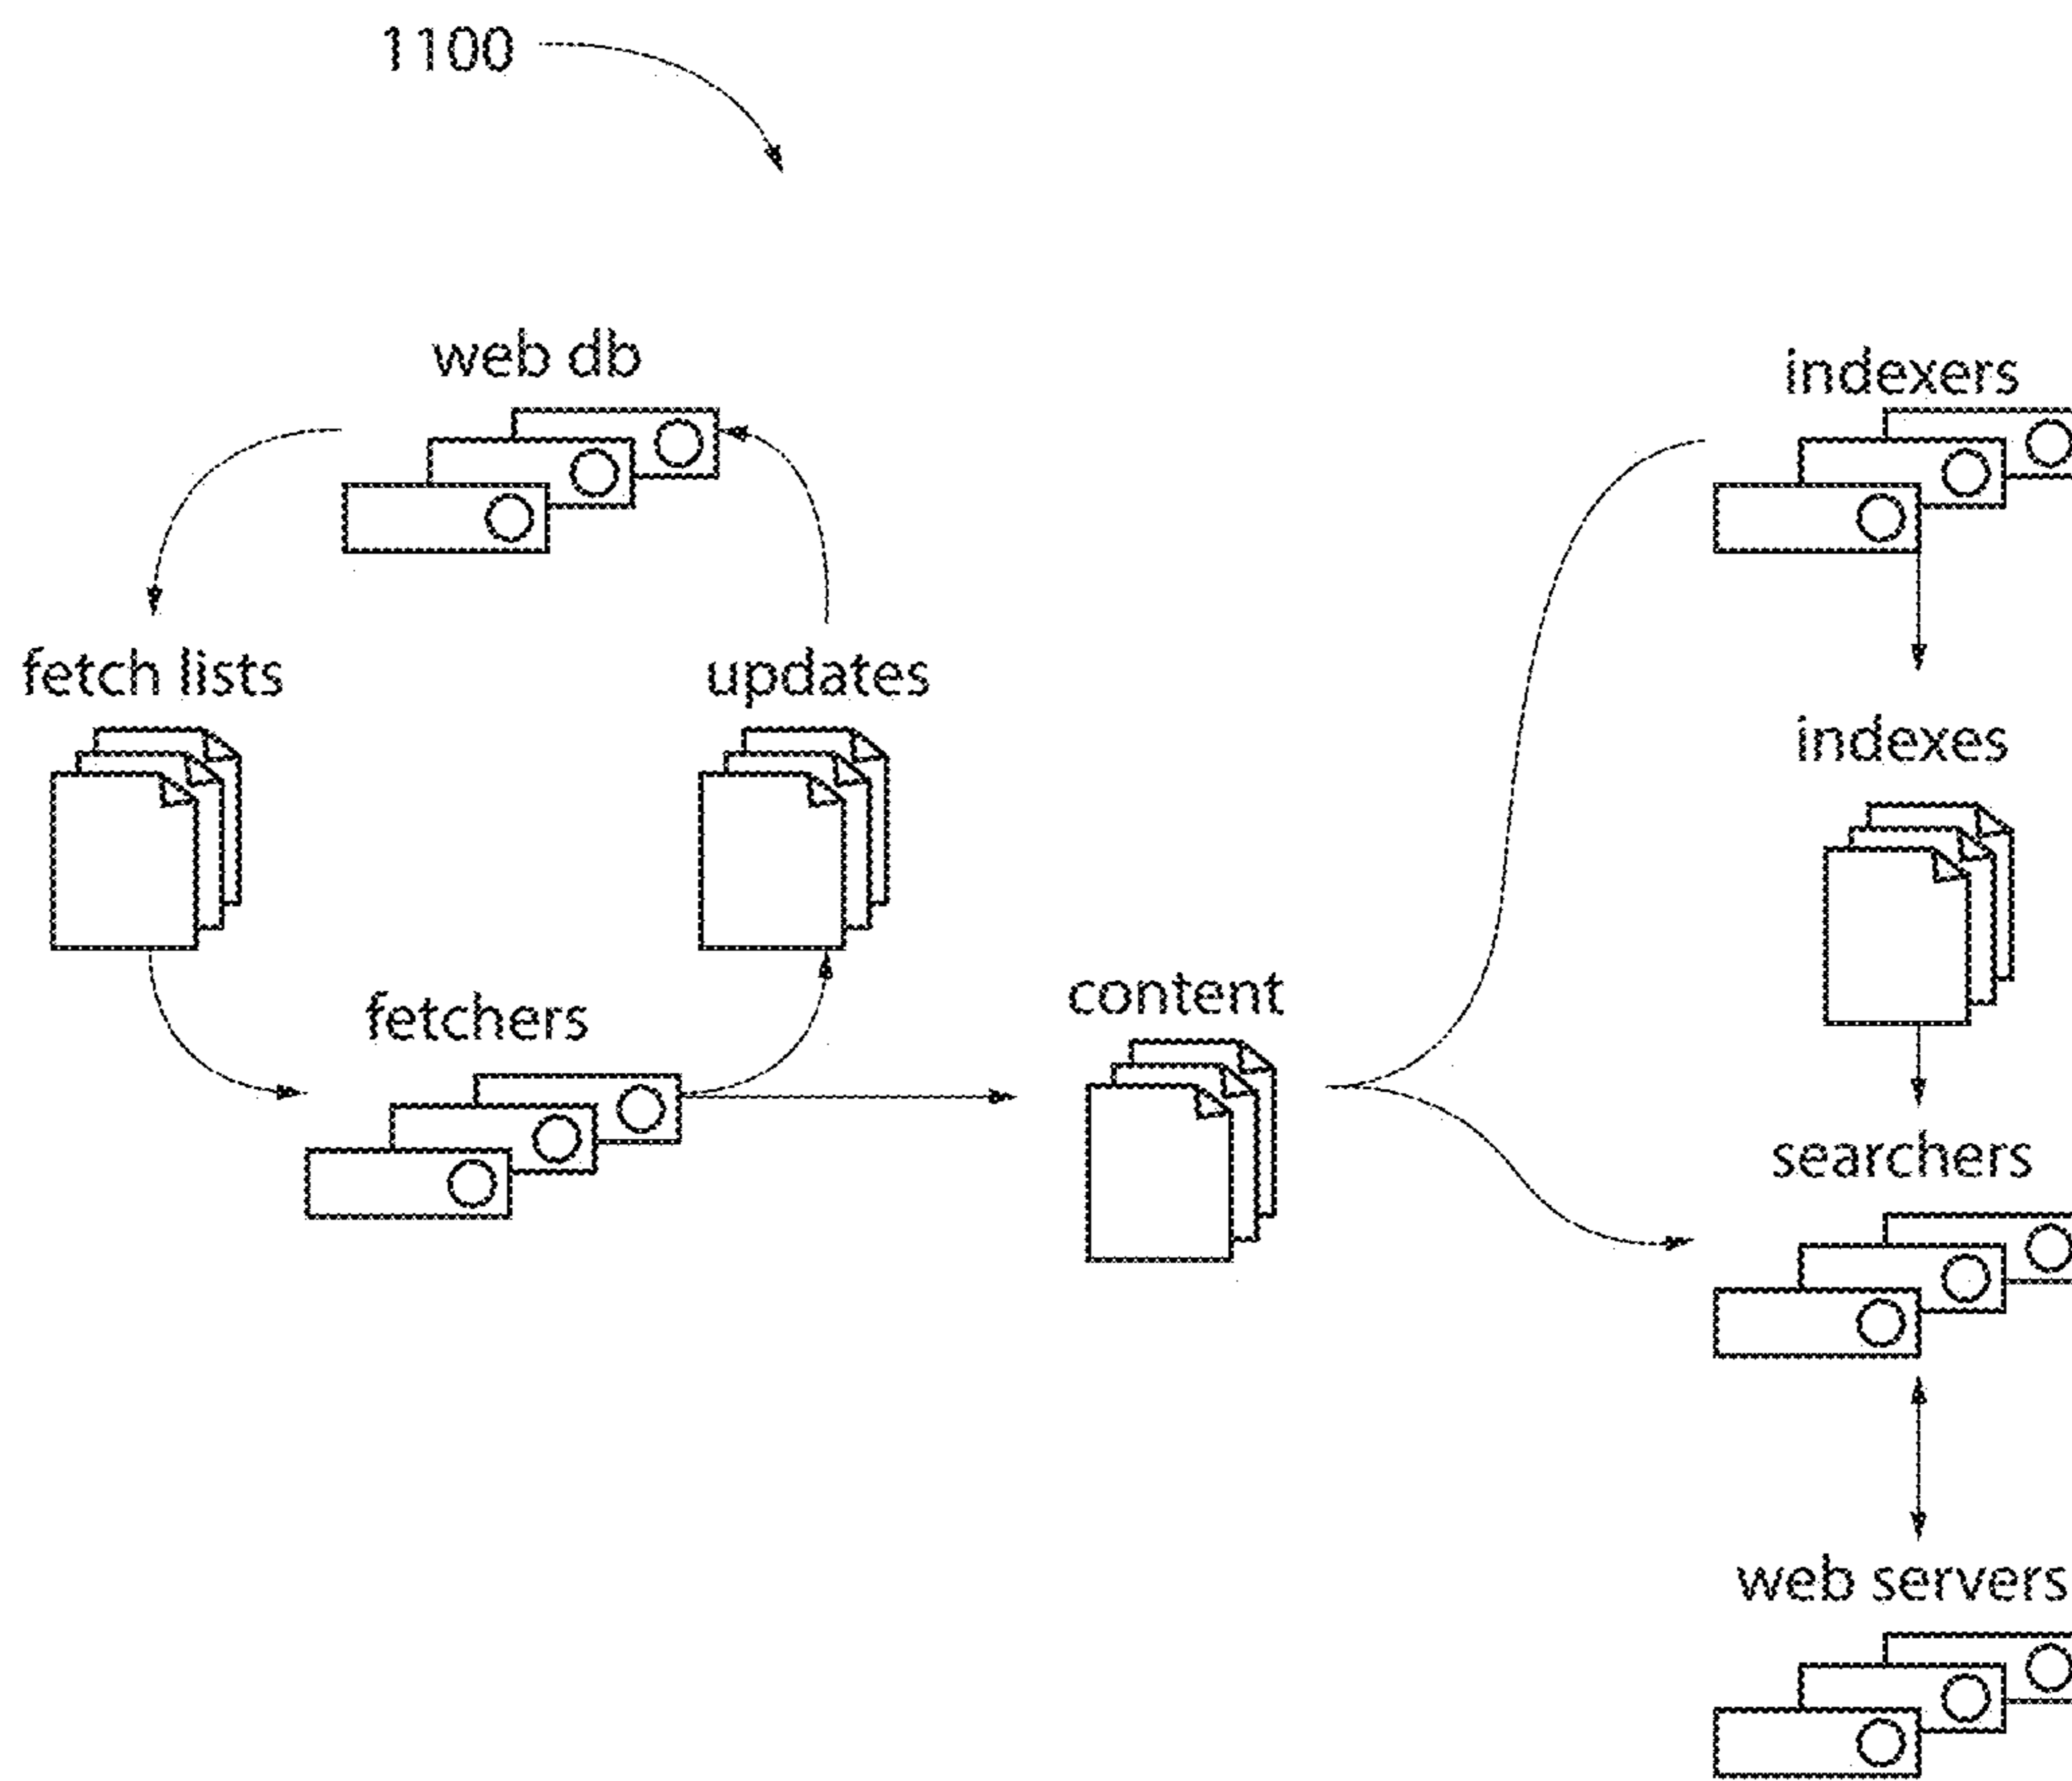 1100
web db
indexers
fetch lists
updates
indexes
fetchers
content
searchers
web servers